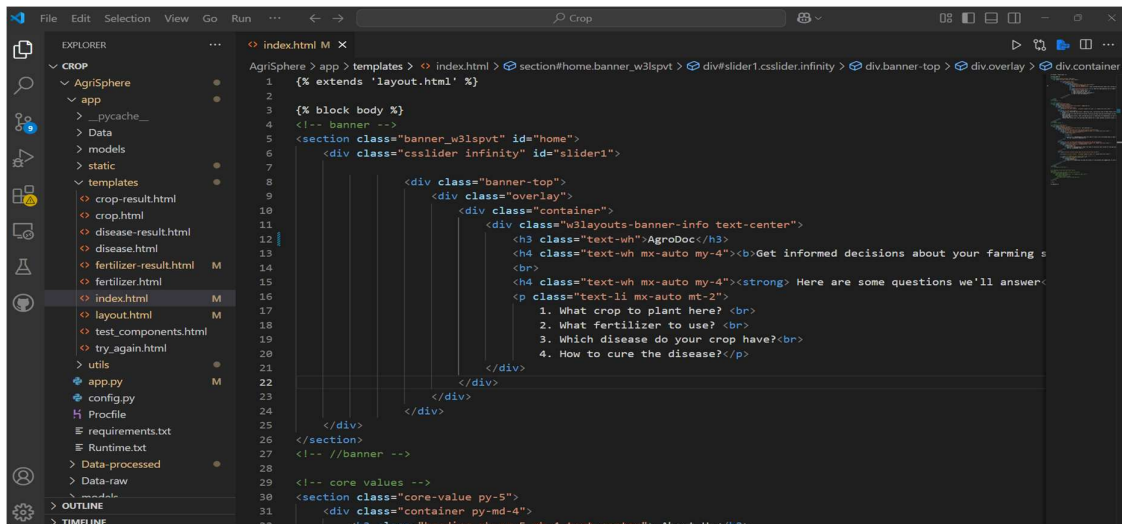 File Edit Selection View Go Run ··· Crop
EXPLORER ···
CROP
AgriSphere
app
__pycache__
Data
models
static
templates
crop-result.html
crop.html
disease-result.html
disease.html
fertilizer-result.html M
fertilizer.html
index.html M
layout.html M
test_components.html
try_again.html
utils
app.py M
config.py
Procfile
requirements.txt
Runtime.txt
Data-processed
Data-raw
models
OUTLINE
TIMELINE
9
index.html M
AgriSphere > app > templates > index.html > section#home.banner_w3lspvt > div#slider1.csslider.infinity > div.banner-top > div.overlay > div.container
1 {% extends 'layout.html' %}
2
3 {% block body %}
4 <!-- banner -->
5 <section class="banner_w3lspvt" id="home">
6 <div class="csslider infinity" id="slider1">
7
8 <div class="banner-top">
9 <div class="overlay">
10 <div class="container">
11 <div class="w3layouts-banner-info text-center">
12 <h3 class="text-wh">AgroDoc</h3>
13 <h4 class="text-wh mx-auto my-4"><b>Get informed decisions about your farming s
14 <br>
15 <h4 class="text-wh mx-auto my-4"><strong> Here are some questions we'll answer<
16 <p class="text-li mx-auto mt-2">
17 1. What crop to plant here? <br>
18 2. What fertilizer to use? <br>
19 3. Which disease do your crop have?<br>
20 4. How to cure the disease?</p>
21 </div>
22 </div>
23 </div>
24 </div>
25 </div>
26 </section>
27 <!-- //banner -->
28
29 <!-- core values -->
30 <section class="core-value py-5">
31 <div class="container py-md-4">